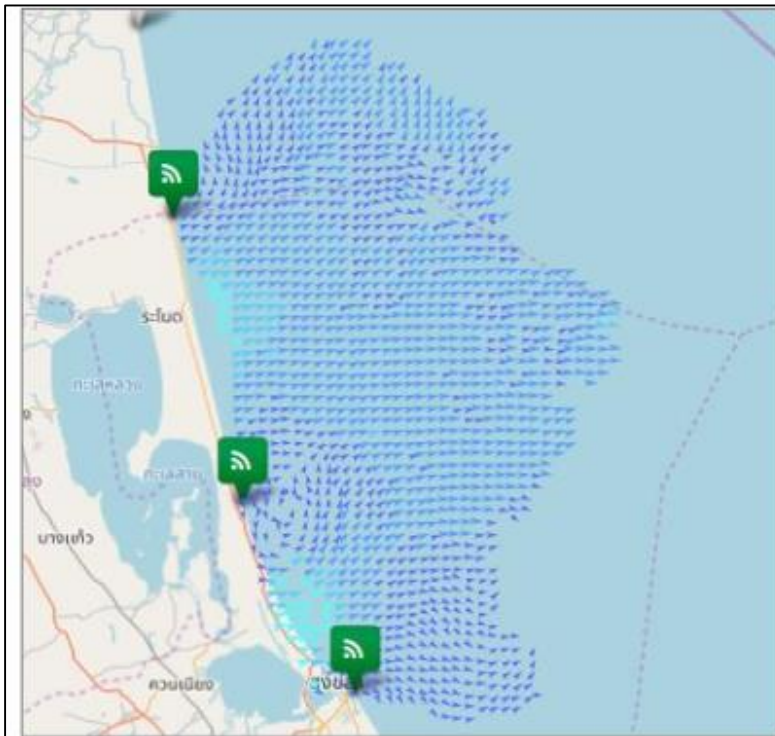 ระโนด
ทะเลหลวง
ทะเลสาบ
บางแก้ว
ควนเนียง